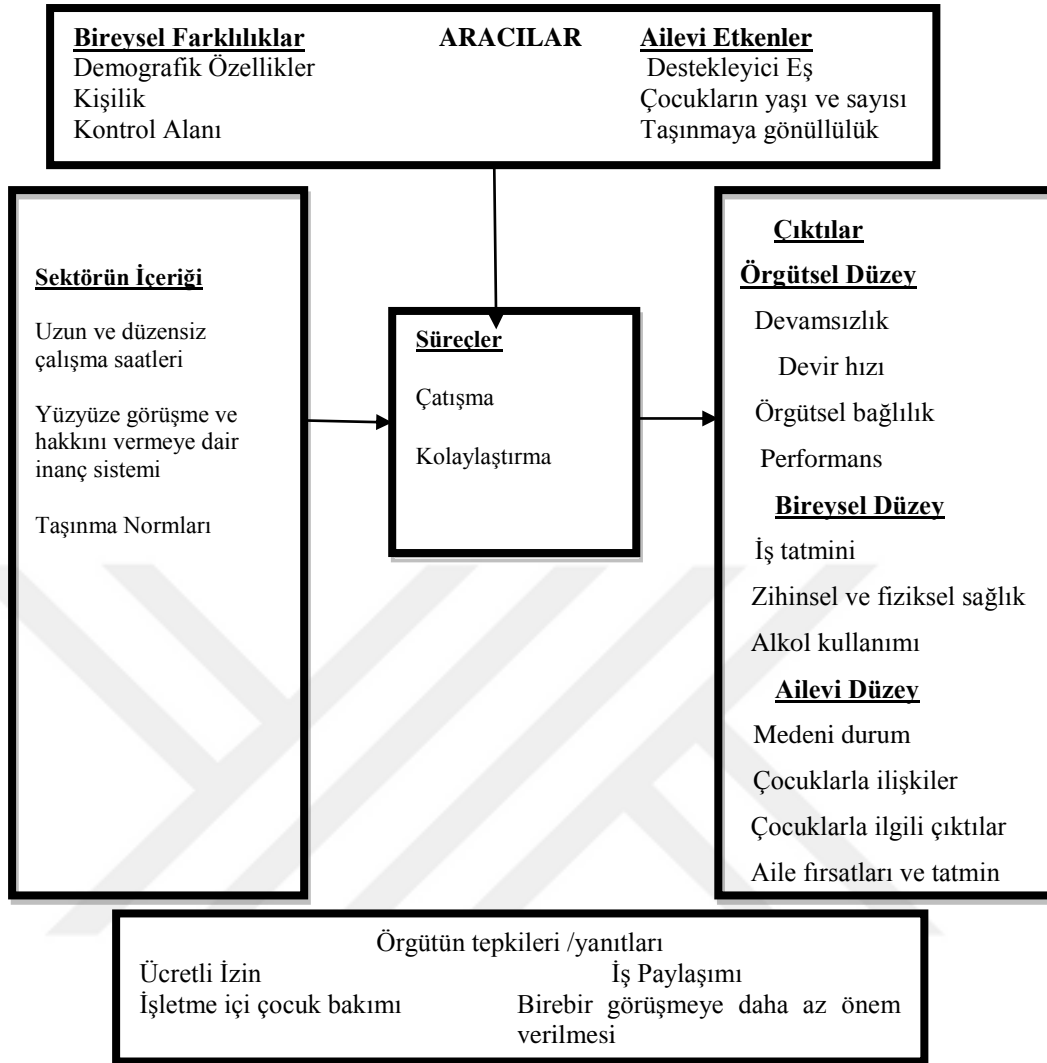 Bireysel Farklılıklar ARACILAR Ailevi Etkenler
Demografik Özellikler Destekleyici Eş
Kişilik Çocukların yaşı ve sayısı
Kontrol Alanı Taşınmaya gönüllülük
Sektörün İçeriği
Uzun ve düzensiz
çalışma saatleri
Yüzyüze görüşme ve
hakkını vermeye dair
inanç sistemi
Taşınma Normları
Süreçler
Çatışma
Kolaylaştırma
Çıktılar
Örgütsel Düzey
Devamsızlık
Devir hızı
Örgütsel bağlılık
Performans
Bireysel Düzey
İş tatmini
Zihinsel ve fiziksel sağlık
Alkol kullanımı
Ailevi Düzey
Medeni durum
Çocuklarla ilişkiler
Çocuklarla ilgili çıktılar
Aile fırsatları ve tatmin
Örgütün tepkileri /yanıtları
Ücretli İzin İş Paylaşımı
İşletme içi çocuk bakımı Birebir görüşmeye daha az önem
verilmesi